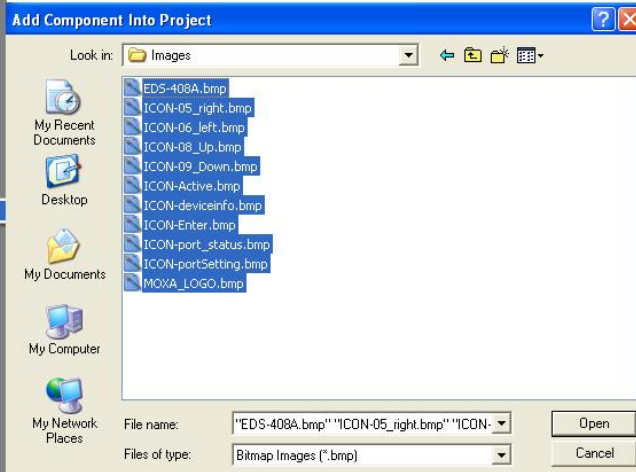 Add Component Into Project
Look in:
Images
My Recent
Documents
Desktop
My Documents
My Computer
My Network
Places
EDS-408A.bmp
ICON-05_right.bmp
ICON-06_left.bmp
ICON-08_Up.bmp
ICON-09_Down.bmp
ICON-Active.bmp
ICON-deviceinfo.bmp
ICON-Enter.bmp
ICON-port_status.bmp
ICON-portSetting.bmp
MOXA_LOGO.bmp
File name:
"EDS-408A.bmp" "ICON-05_right.bmp" "ICON-
Open
Files of type:
Bitmap Images (*.bmp)
Cancel